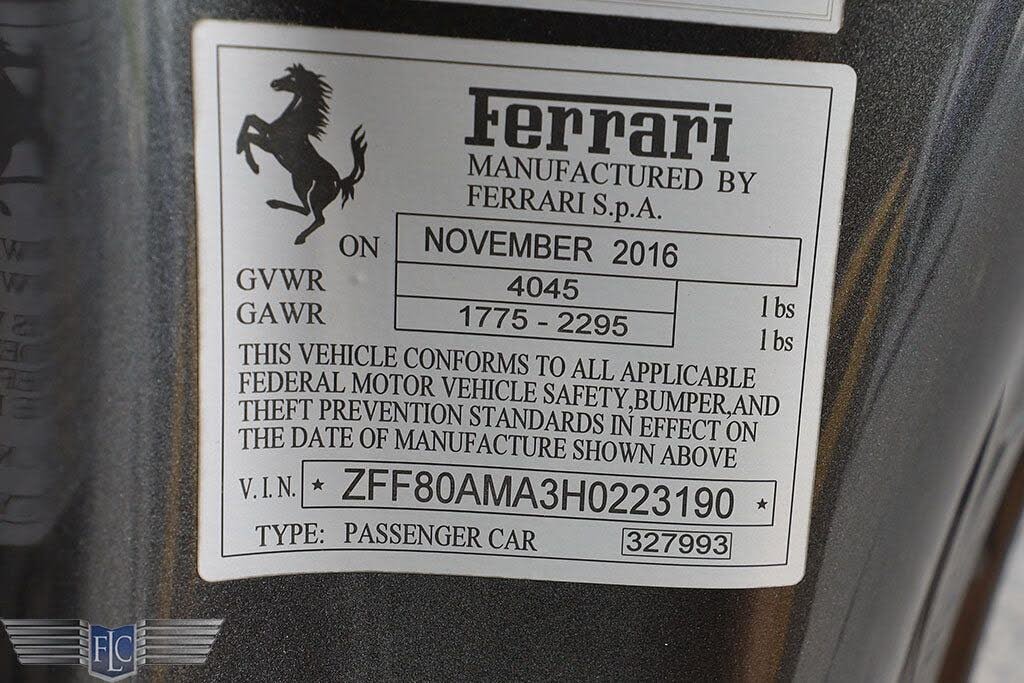 Ferrari
MANUFACTURED BY
FERRARI S.p.A.
ON NOVEMBER 2016
GVWR 4045 lbs
GAWR 1775 - 2295 lbs
THIS VEHICLE CONFORMS TO ALL APPLICABLE
FEDERAL MOTOR VEHICLE SAFETY,BUMPER,AND
THEFT PREVENTION STANDARDS IN EFFECT ON
THE DATE OF MANUFACTURE SHOWN ABOVE
V.I.N. * ZFF80AMA3H0223190 *
TYPE: PASSENGER CAR 327993
FLC